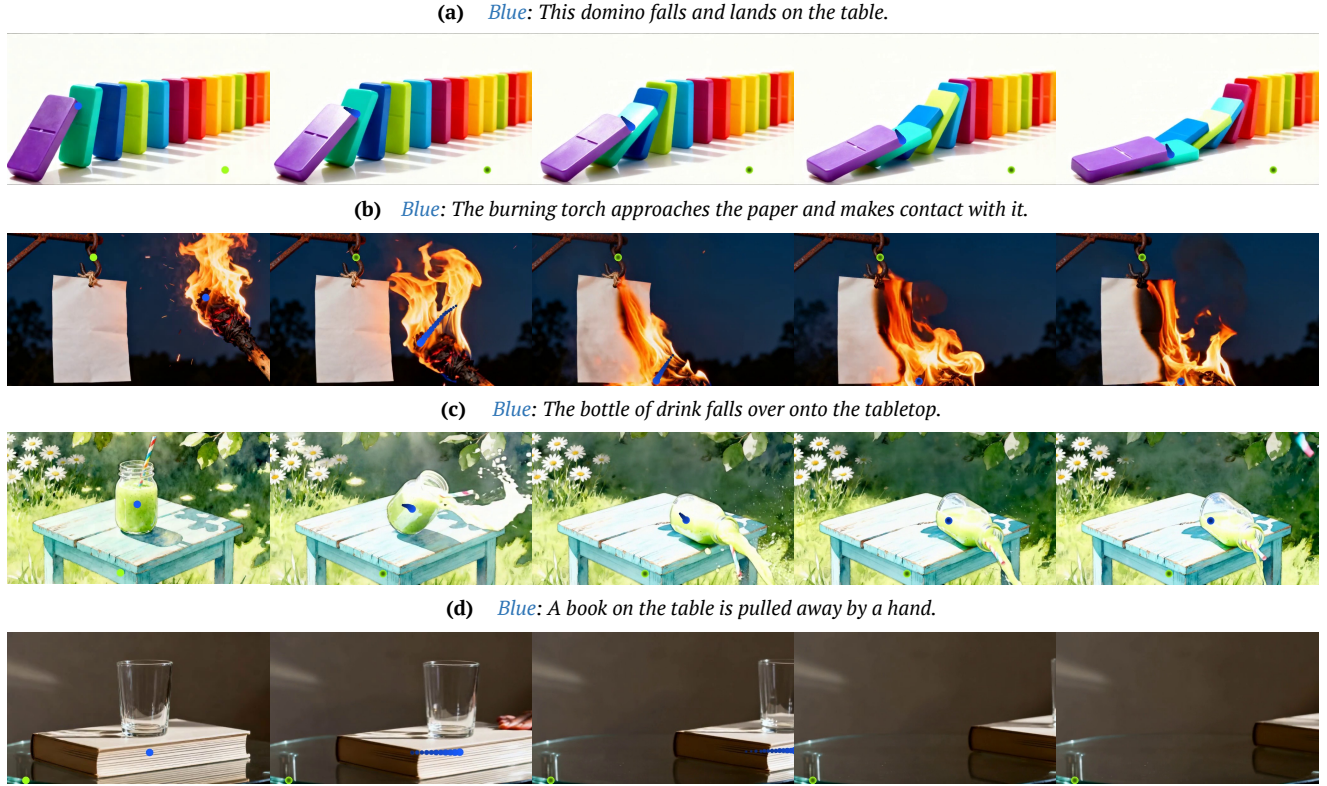 (a) Blue: This domino falls and lands on the table.
(b) Blue: The burning torch approaches the paper and makes contact with it.
(c) Blue: The bottle of drink falls over onto the tabletop.
(d) Blue: A book on the table is pulled away by a hand.